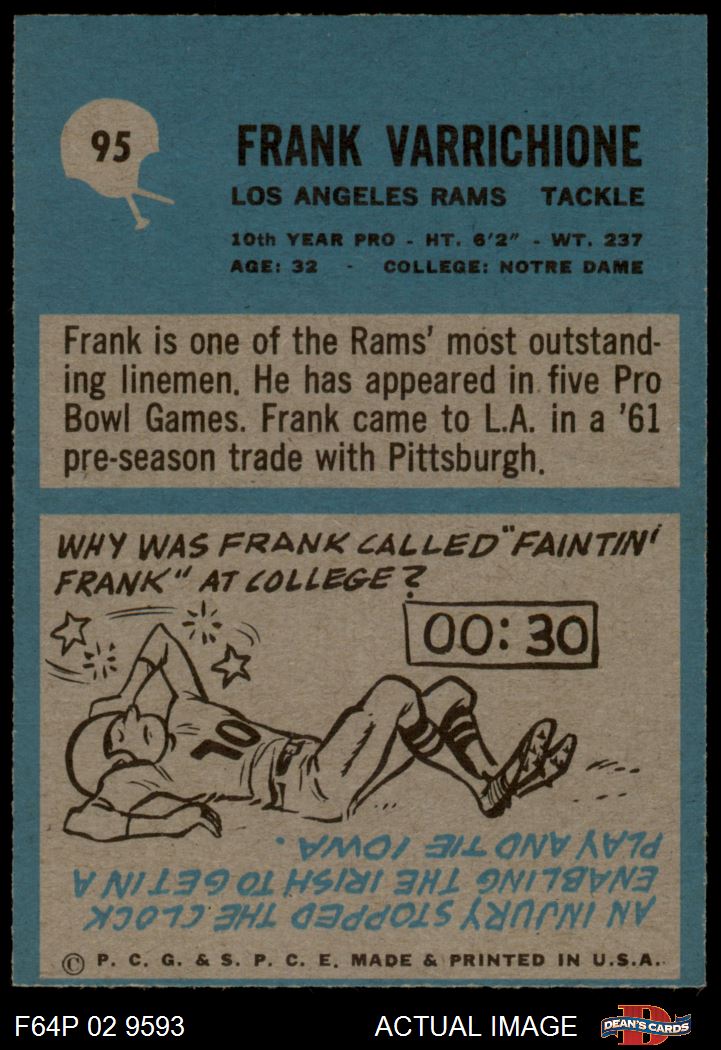 95
FRANK VARRICHIONE
LOS ANGELES RAMS TACKLE
10th YEAR PRO - HT. 6'2" - WT. 237
AGE: 32 - COLLEGE: NOTRE DAME
Frank is one of the Rams' most outstand-
ing linemen. He has appeared in five Pro
Bowl Games. Frank came to L.A. in a '61
pre-season trade with Pittsburgh.
WHY WAS FRANK CALLED "FAINTIN'
FRANK" AT COLLEGE?
00:30
10
AN INJURY STOPPED THE CLOCK
ENABLING THE IRISH TO GET IN A
PLAY AND TIE IOWA.
© P. C. G. & S. P. C. E. MADE & PRINTED IN U.S.A.
F64P 02 9593 ACTUAL IMAGE
D
DEAN'S CARDS